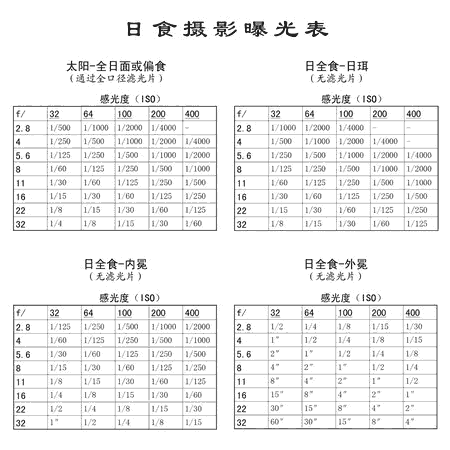 日食摄影曝光表
太阳-全日面或偏食
(通过全口径滤光片)
感光度(ISO)
f/ 32 64 100 200 400
2.8 1/500 1/1000 1/2000 1/4000 –
4 1/250 1/500 1/1000 1/2000 1/4000
5.6 1/125 1/250 1/500 1/1000 1/2000
8 1/60 1/125 1/250 1/500 1/1000
11 1/30 1/60 1/125 1/250 1/500
16 1/15 1/30 1/60 1/125 1/250
22 1/8 1/15 1/30 1/60 1/125
32 1/4 1/8 1/15 1/30 1/60
日全食-日珥
(无滤光片)
感光度(ISO)
f/ 32 64 100 200 400
2.8 1/1000 1/2000 1/4000 – –
4 1/500 1/1000 1/2000 1/4000 –
5.6 1/250 1/500 1/1000 1/2000 1/4000
8 1/125 1/250 1/500 1/1000 1/2000
11 1/60 1/125 1/250 1/500 1/1000
16 1/30 1/60 1/125 1/250 1/500
22 1/15 1/30 1/60 1/125 1/250
32 1/8 1/15 1/30 1/60 1/125
日全食-内冕
(无滤光片)
感光度(ISO)
f/ 32 64 100 200 400
2.8 1/125 1/250 1/500 1/1000 1/2000
4 1/60 1/125 1/250 1/500 1/1000
5.6 1/30 1/60 1/125 1/250 1/500
8 1/15 1/30 1/60 1/125 1/250
11 1/8 1/15 1/30 1/60 1/125
16 1/4 1/8 1/15 1/30 1/60
22 1/2 1/4 1/8 1/15 1/30
32 1″ 1/2 1/4 1/8 1/15
日全食-外冕
(无滤光片)
感光度(ISO)
f/ 32 64 100 200 400
2.8 1/2 1/4 1/8 1/15 1/30
4 1″ 1/2 1/4 1/8 1/15
5.6 2″ 1″ 1/2 1/4 1/8
8 4″ 2″ 1″ 1/2 1/4
11 8″ 4″ 2″ 1″ 1/2
16 15″ 8″ 4″ 2″ 1″
22 30″ 15″ 8″ 4″ 2″
32 60″ 30″ 15″ 8″ 4″